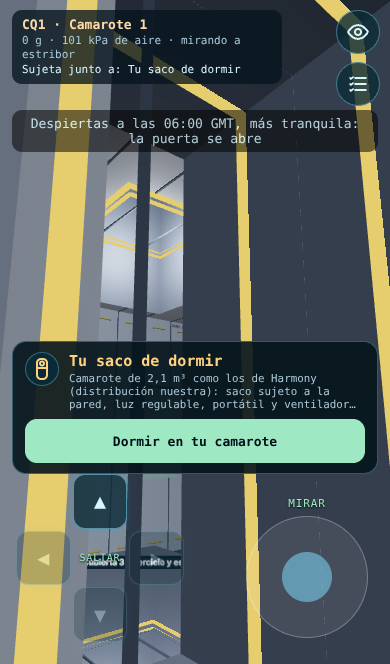 CQ1 · Camarote 1
0 g · 101 kPa de aire · mirando a
estribor
Sujeta junto a: Tu saco de dormir
Despiertas a las 06:00 GMT, más tranquila:
la puerta se abre
Tu saco de dormir
Camarote de 2,1 m³ como los de Harmony
(distribución nuestra): saco sujeto a la
pared, luz regulable, portátil y ventilador…
Dormir en tu camarote
MIRAR
SALTAR